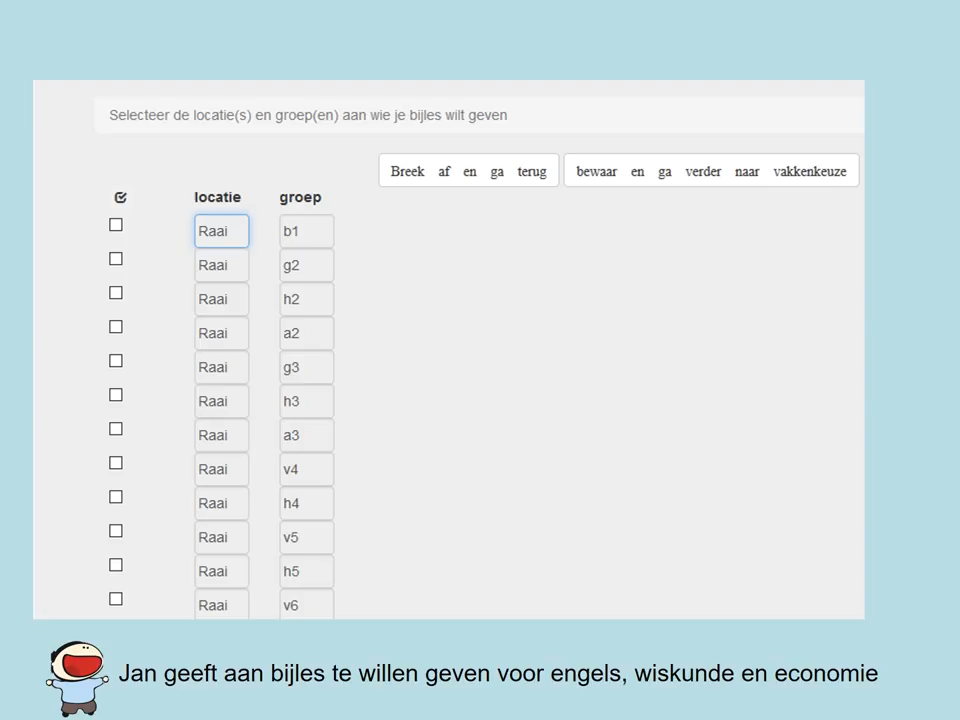 Selecteer de locatie(s) en groep(en) aan wie je bijles wilt geven
Breek af en ga terug bewaar en ga verder naar vakkenkeuze
locatie groep
Raai b1
Raai g2
Raai h2
Raai a2
Raai g3
Raai h3
Raai a3
Raai v4
Raai h4
Raai v5
Raai h5
Raai v6
Jan geeft aan bijles te willen geven voor engels, wiskunde en economie